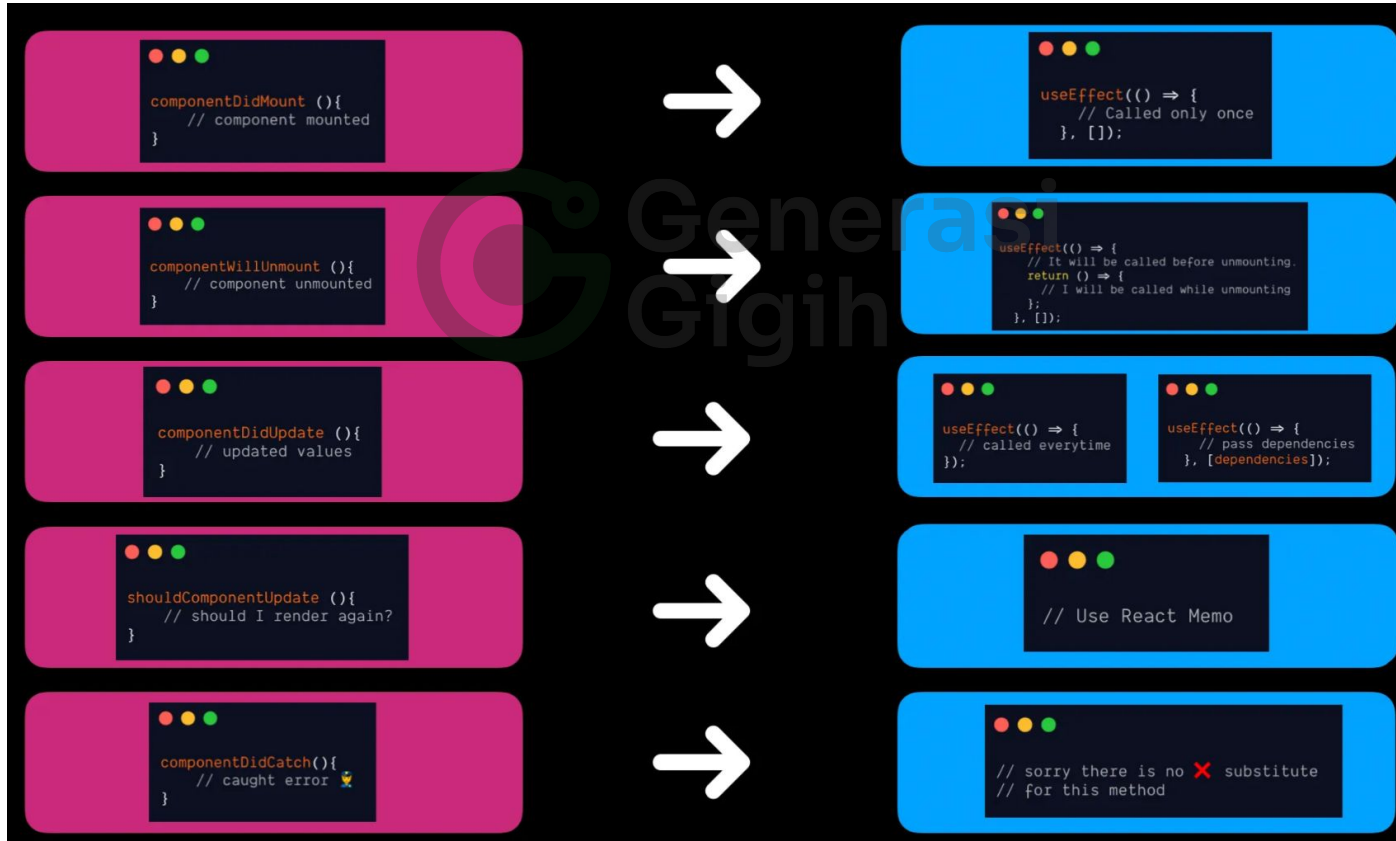 componentDidMount (){
// component mounted
}
useEffect(() ⇒ {
// Called only once
}, []);
Generasi
Gigih
componentWillUnmount (){
// component unmounted
}
useEffect(() ⇒ {
// It will be called before unmounting.
return () ⇒ {
// I will be called while unmounting
};
}, []);
componentDidUpdate (){
// updated values
}
useEffect(() ⇒ {
// called everytime
});
useEffect(() ⇒ {
// pass dependencies
}, [dependencies]);
shouldComponentUpdate (){
// should I render again?
}
// Use React Memo
componentDidCatch(){
// caught error 👮
}
// sorry there is no ❌ substitute
// for this method